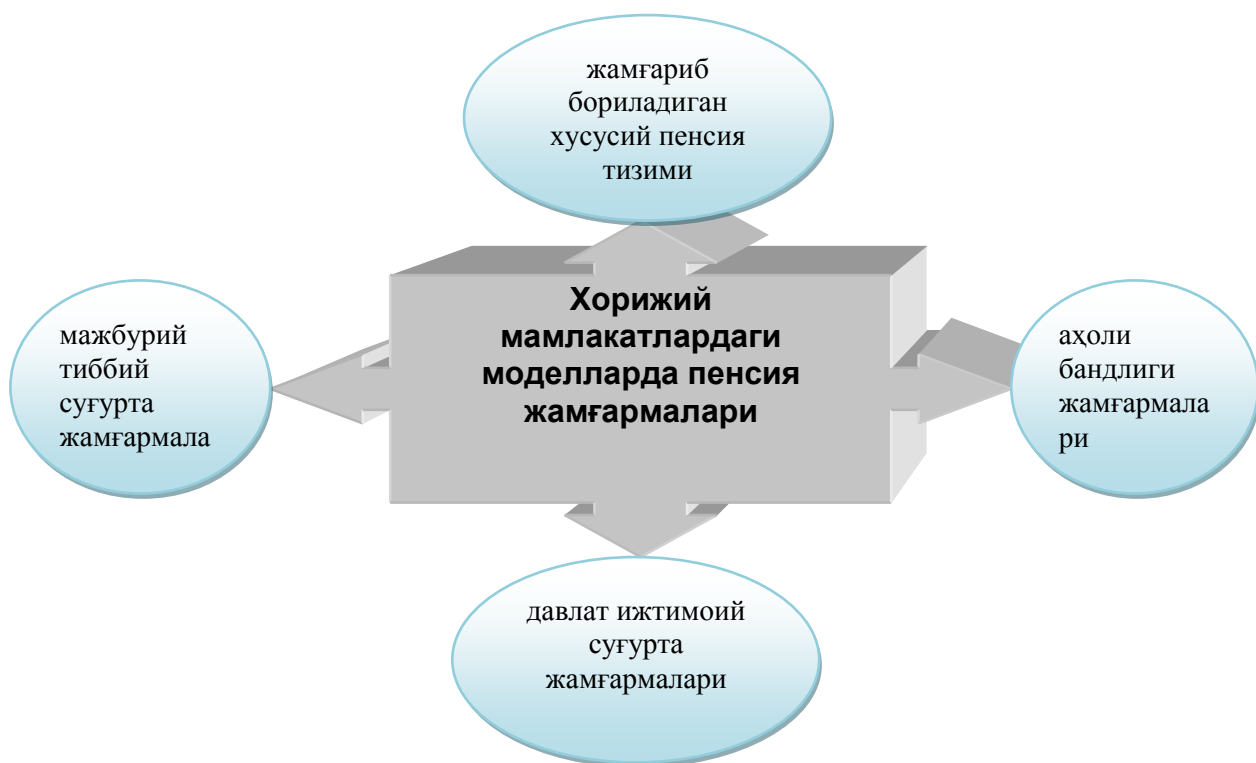 жамғариб
бориладиган
хусусий пенсия
тизими
Хорижий
мамлакатлардаги
моделларда пенсия
жамғармалари
мажбурий
тиббий
суғурта
жамғармала
аҳоли
бандлиги
жамғармала
ри
давлат ижтимоий
суғурта
жамғармалари